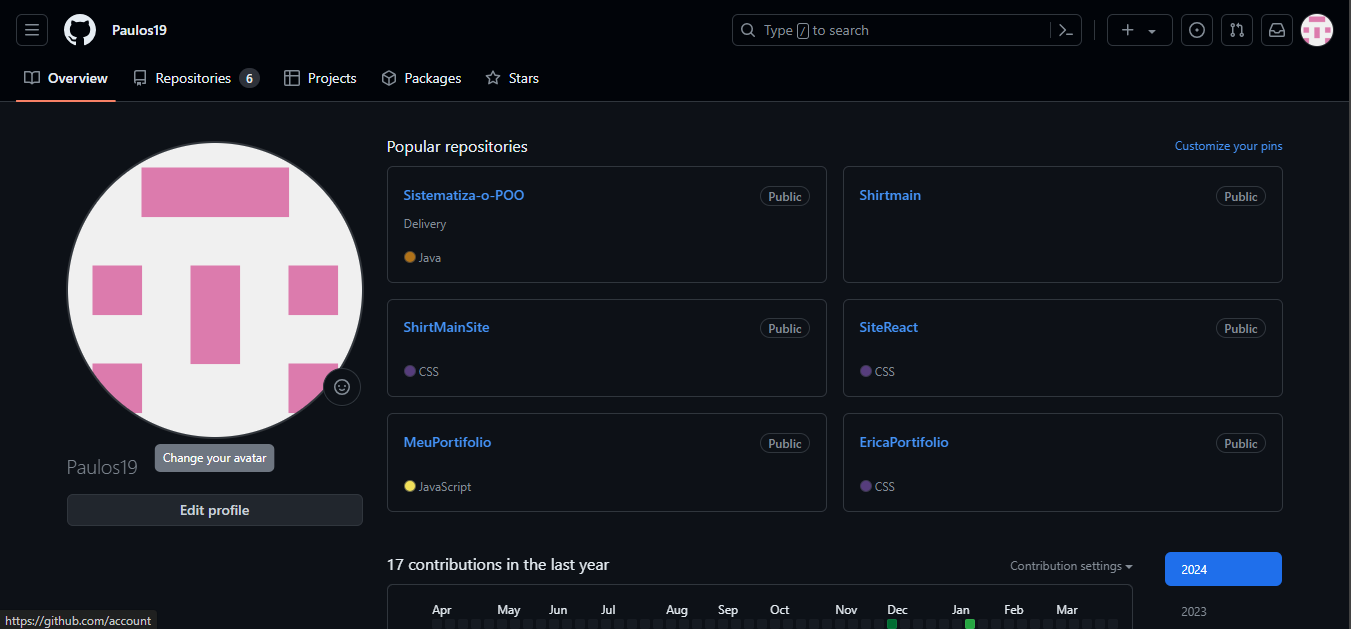 Paulos19
Type / to search
Overview
Repositories 6
Projects
Packages
Stars
Popular repositories
Customize your pins
Sistematiza-o-POO
Public
Delivery
Java
Shirtmain
Public
ShirtMainSite
Public
CSS
SiteReact
Public
CSS
MeuPortifolio
Public
JavaScript
EricaPortifolio
Public
CSS
Paulos19
Change your avatar
Edit profile
17 contributions in the last year
Contribution settings
2024
2023
Apr May Jun Jul Aug Sep Oct Nov Dec Jan Feb Mar
https://github.com/account